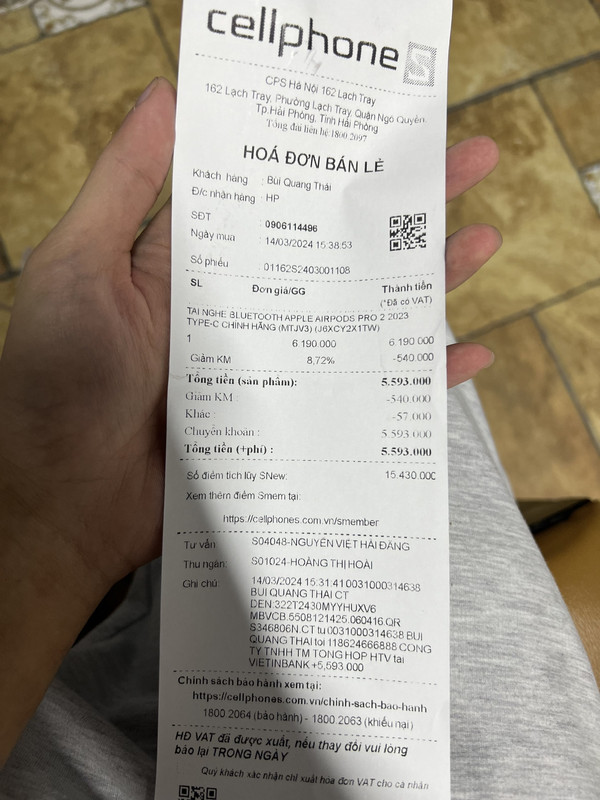 cellphone S
CPS Hà Nội 162 Lạch Tray
162 Lạch Tray, Phường Lạch Tray, Quận Ngô Quyền,
Tp.Hải Phòng, Tỉnh Hải Phòng
Tổng đài liên hệ:1800 2097
HOÁ ĐƠN BÁN LẺ
Khách hàng : Bùi Quang Thái
Đ/c nhận hàng : HP
SĐT : 0906114496
Ngày mua : 14/03/2024 15:38:53
Số phiếu : 01162S2403001108
SL Đơn giá/GG Thành tiền
(*Đã có VAT)
TAI NGHE BLUETOOTH APPLE AIRPODS PRO 2 2023
TYPE-C CHÍNH HÃNG (MTJV3) (J6XCY2X1TW)
1 6.190.000 6.190.000
Giảm KM 8,72% -540.000
Tổng tiền (sản phẩm): 5.593.000
Giảm KM : -540.000
Khác : -57.000
Chuyển khoản : 5.593.000
Tổng tiền (+phí) : 5.593.000
Số điểm tích lũy SNew: 15.430.000
Xem thêm điểm Smem tại:
https://cellphones.com.vn/smember
Tư vấn S04048-NGUYỄN VIỆT HẢI ĐĂNG
Thu ngân: S01024-HOÀNG THỊ HOÀI
Ghi chú: 14/03/2024 15:31:41 0031000314638
BUI QUANG THAI CT
DEN:322T2430MYYHUXV6
MBVCB.5508121425.060416.QR
S346806N.CT tu 0031000314638 BUI
QUANG THAI toi 118624666888 CONG
TY TNHH TM TONG HOP HTV tai
VIETINBANK +5,593,000
Chính sách bảo hành xem tại:
https://cellphones.com.vn/chinh-sach-bao-hanh
1800.2064 (bảo hành) - 1800.2063 (khiếu nại)
HĐ VAT đã được xuất, nếu thay đổi vui lòng
báo lại TRONG NGÀY
Quý khách xác nhận chỉ xuất hóa đơn VAT cho cá nhân